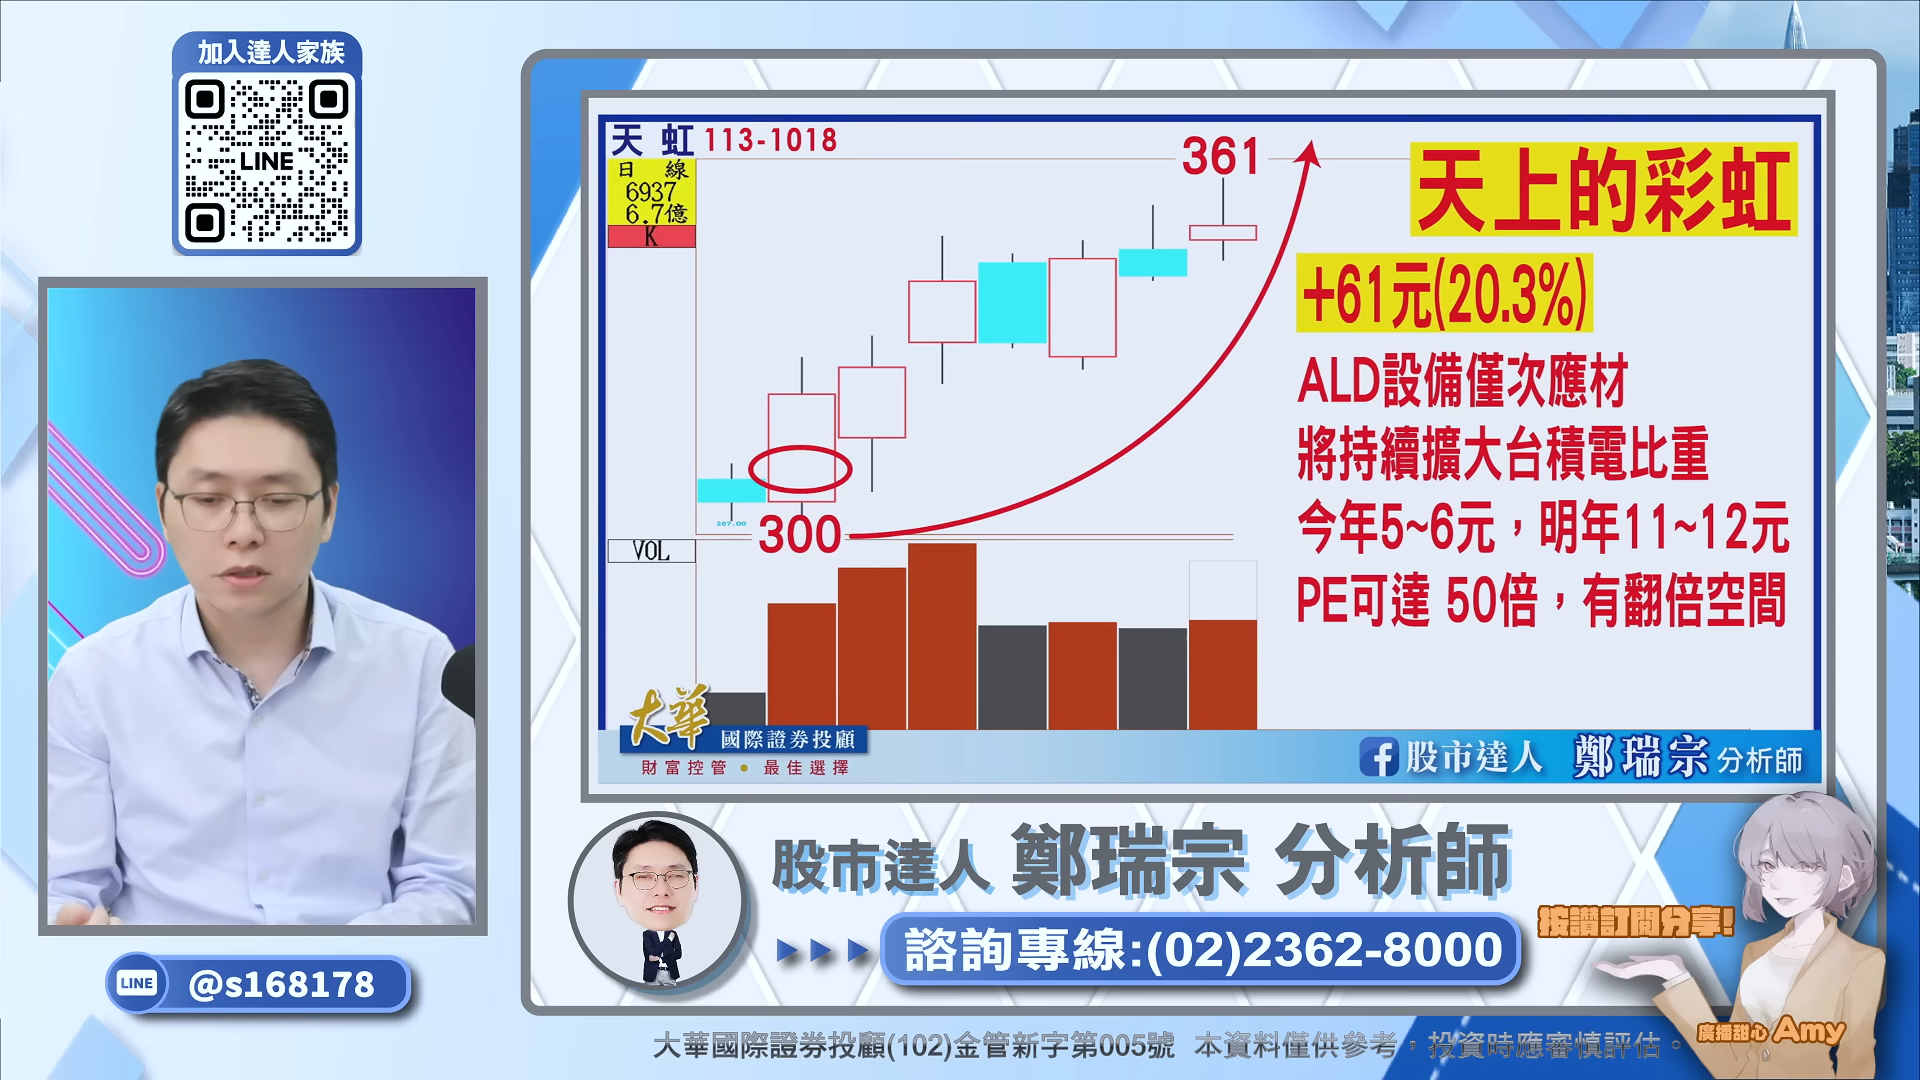 加入達人家族
LINE
LINE @s168178
天 虹 113-1018
日 線
6937
6.7億
K
361
287.00
300
VOL
天上的彩虹
+61元(20.3%)
ALD設備僅次應材
將持續擴大台積電比重
今年5~6元,明年11~12元
PE可達 50倍,有翻倍空間
大華 國際證券投顧
財富控管 • 最佳選擇
股市達人 鄭瑞宗 分析師
股市達人 鄭瑞宗 分析師
諮詢專線:(02)2362-8000
按讚訂閱分享!
廣播甜心 Amy
大華國際證券投顧(102)金管新字第005號 本資料僅供參考,投資時應審慎評估。